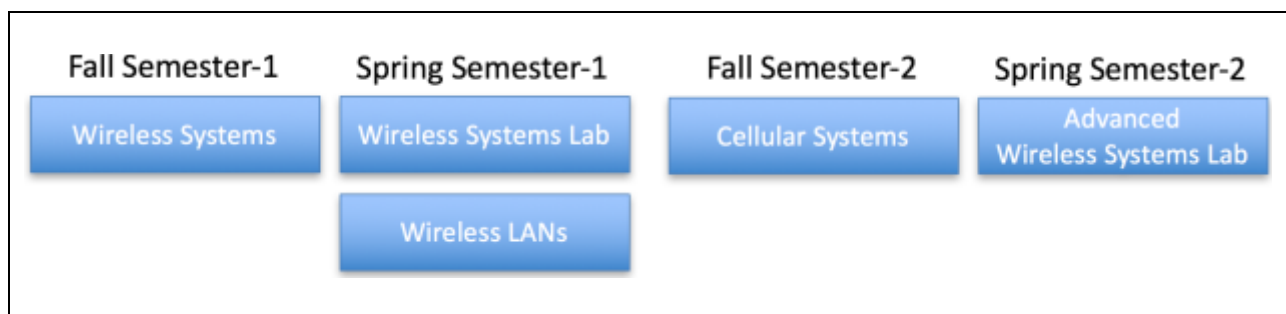 Fall Semester-1
Spring Semester-1
Fall Semester-2
Spring Semester-2
Wireless Systems
Wireless Systems Lab
Cellular Systems
Advanced
Wireless Systems Lab
Wireless LANs